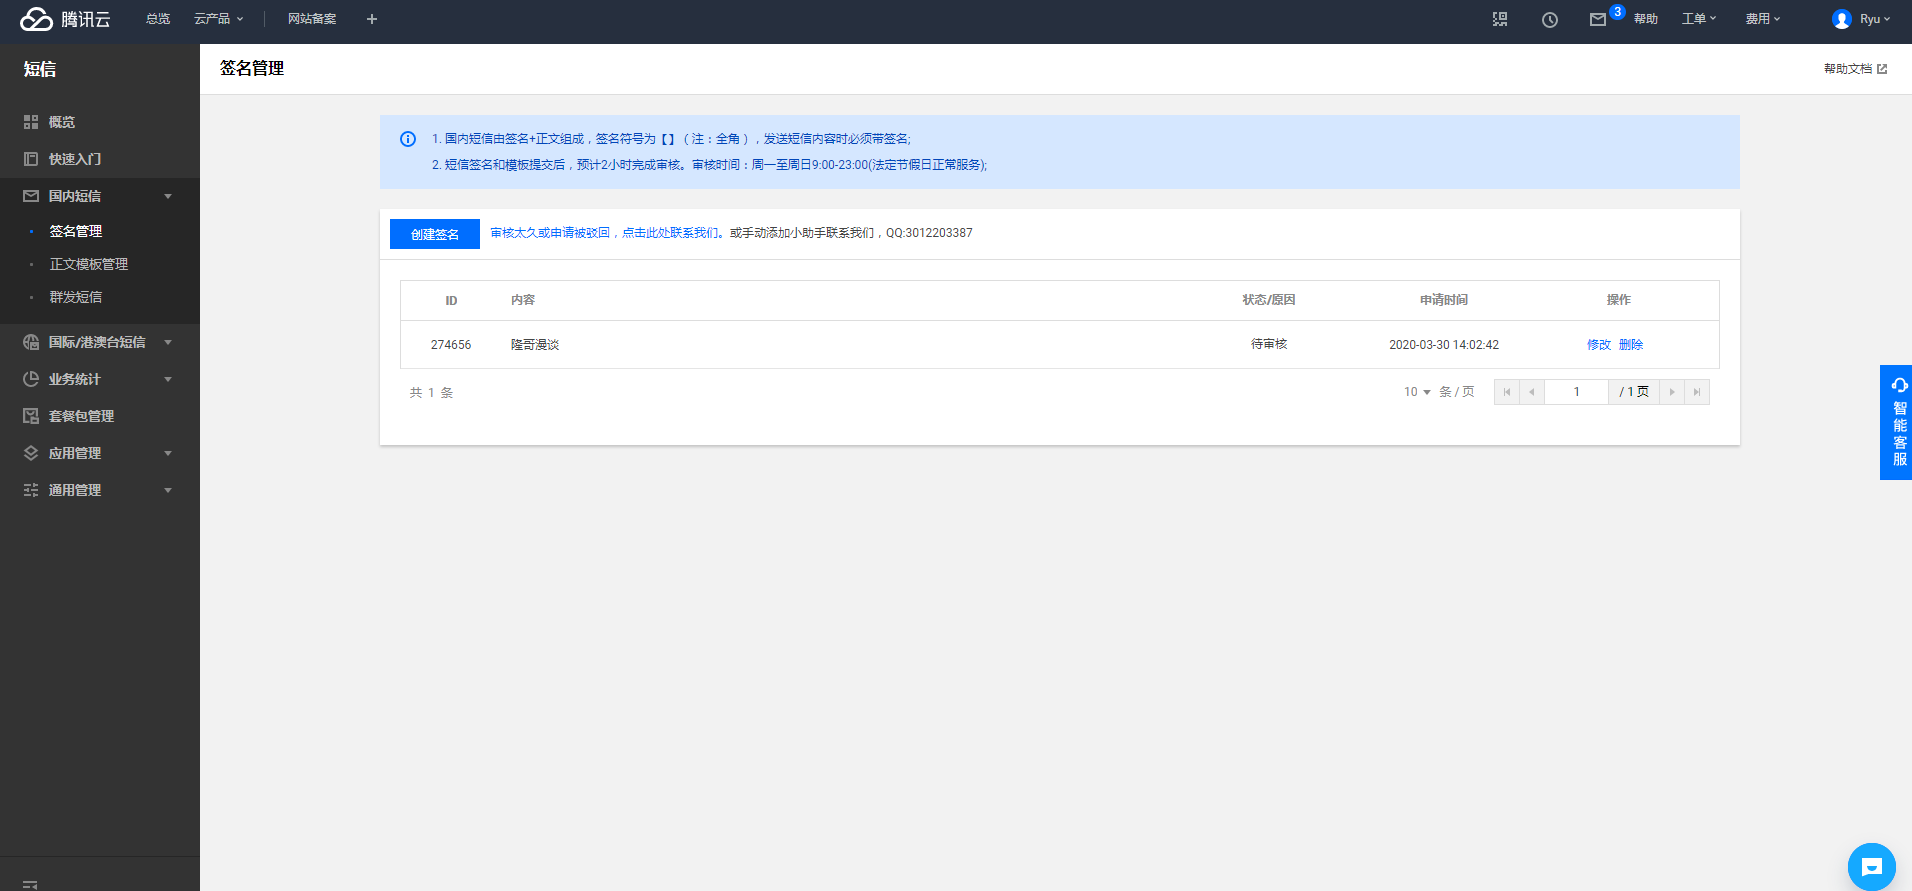 腾讯云 总览 云产品 网站备案 + 3 帮助 工单 费用 Ryu
短信
概览
快速入门
国内短信
签名管理
正文模板管理
群发短信
国际/港澳台短信
业务统计
套餐包管理
应用管理
通用管理
签名管理 帮助文档
1. 国内短信由签名+正文组成，签名符号为【】（注：全角），发送短信内容时必须带签名;
2. 短信签名和模板提交后，预计2小时完成审核。审核时间：周一至周日9:00-23:00(法定节假日正常服务);
创建签名 审核太久或申请被驳回，点击此处联系我们。或手动添加小助手联系我们，QQ:3012203387
ID 内容 状态/原因 申请时间 操作
274656 隆哥漫谈 待审核 2020-03-30 14:02:42 修改 删除
共 1 条 10 条 / 页 1 / 1 页
智能客服